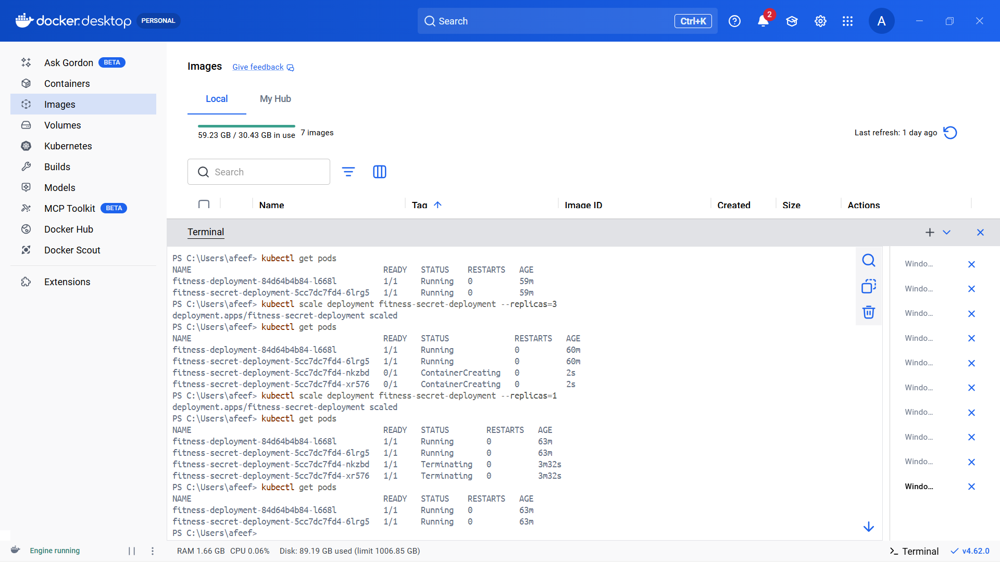 docker.desktop PERSONAL
Search Ctrl+K
2
A
Ask Gordon BETA
Containers
Images
Volumes
Kubernetes
Builds
Models
MCP Toolkit BETA
Docker Hub
Docker Scout
Extensions
Images Give feedback
Local My Hub
59.23 GB / 30.43 GB in use 7 images
Last refresh: 1 day ago
Search
Name Tag Image ID Created Size Actions
Terminal
PS C:\Users\afeef> kubectl get pods
NAME READY STATUS RESTARTS AGE
fitness-deployment-84d64b4b84-l668l 1/1 Running 0 59m
fitness-secret-deployment-5cc7dc7fd4-6lrg5 1/1 Running 0 59m
PS C:\Users\afeef> kubectl scale deployment fitness-secret-deployment --replicas=3
deployment.apps/fitness-secret-deployment scaled
PS C:\Users\afeef> kubectl get pods
NAME READY STATUS RESTARTS AGE
fitness-deployment-84d64b4b84-l668l 1/1 Running 0 60m
fitness-secret-deployment-5cc7dc7fd4-6lrg5 1/1 Running 0 60m
fitness-secret-deployment-5cc7dc7fd4-nkzbd 0/1 ContainerCreating 0 2s
fitness-secret-deployment-5cc7dc7fd4-xr576 0/1 ContainerCreating 0 2s
PS C:\Users\afeef> kubectl scale deployment fitness-secret-deployment --replicas=1
deployment.apps/fitness-secret-deployment scaled
PS C:\Users\afeef> kubectl get pods
NAME READY STATUS RESTARTS AGE
fitness-deployment-84d64b4b84-l668l 1/1 Running 0 63m
fitness-secret-deployment-5cc7dc7fd4-6lrg5 1/1 Running 0 63m
fitness-secret-deployment-5cc7dc7fd4-nkzbd 1/1 Terminating 0 3m32s
fitness-secret-deployment-5cc7dc7fd4-xr576 1/1 Terminating 0 3m32s
PS C:\Users\afeef> kubectl get pods
NAME READY STATUS RESTARTS AGE
fitness-deployment-84d64b4b84-l668l 1/1 Running 0 63m
fitness-secret-deployment-5cc7dc7fd4-6lrg5 1/1 Running 0 63m
PS C:\Users\afeef>
Windo...
Windo...
Windo...
Windo...
Windo...
Windo...
Windo...
Windo...
Windo...
Windo...
Engine running
RAM 1.66 GB CPU 0.06% Disk: 89.19 GB used (limit 1006.85 GB)
Terminal v4.62.0